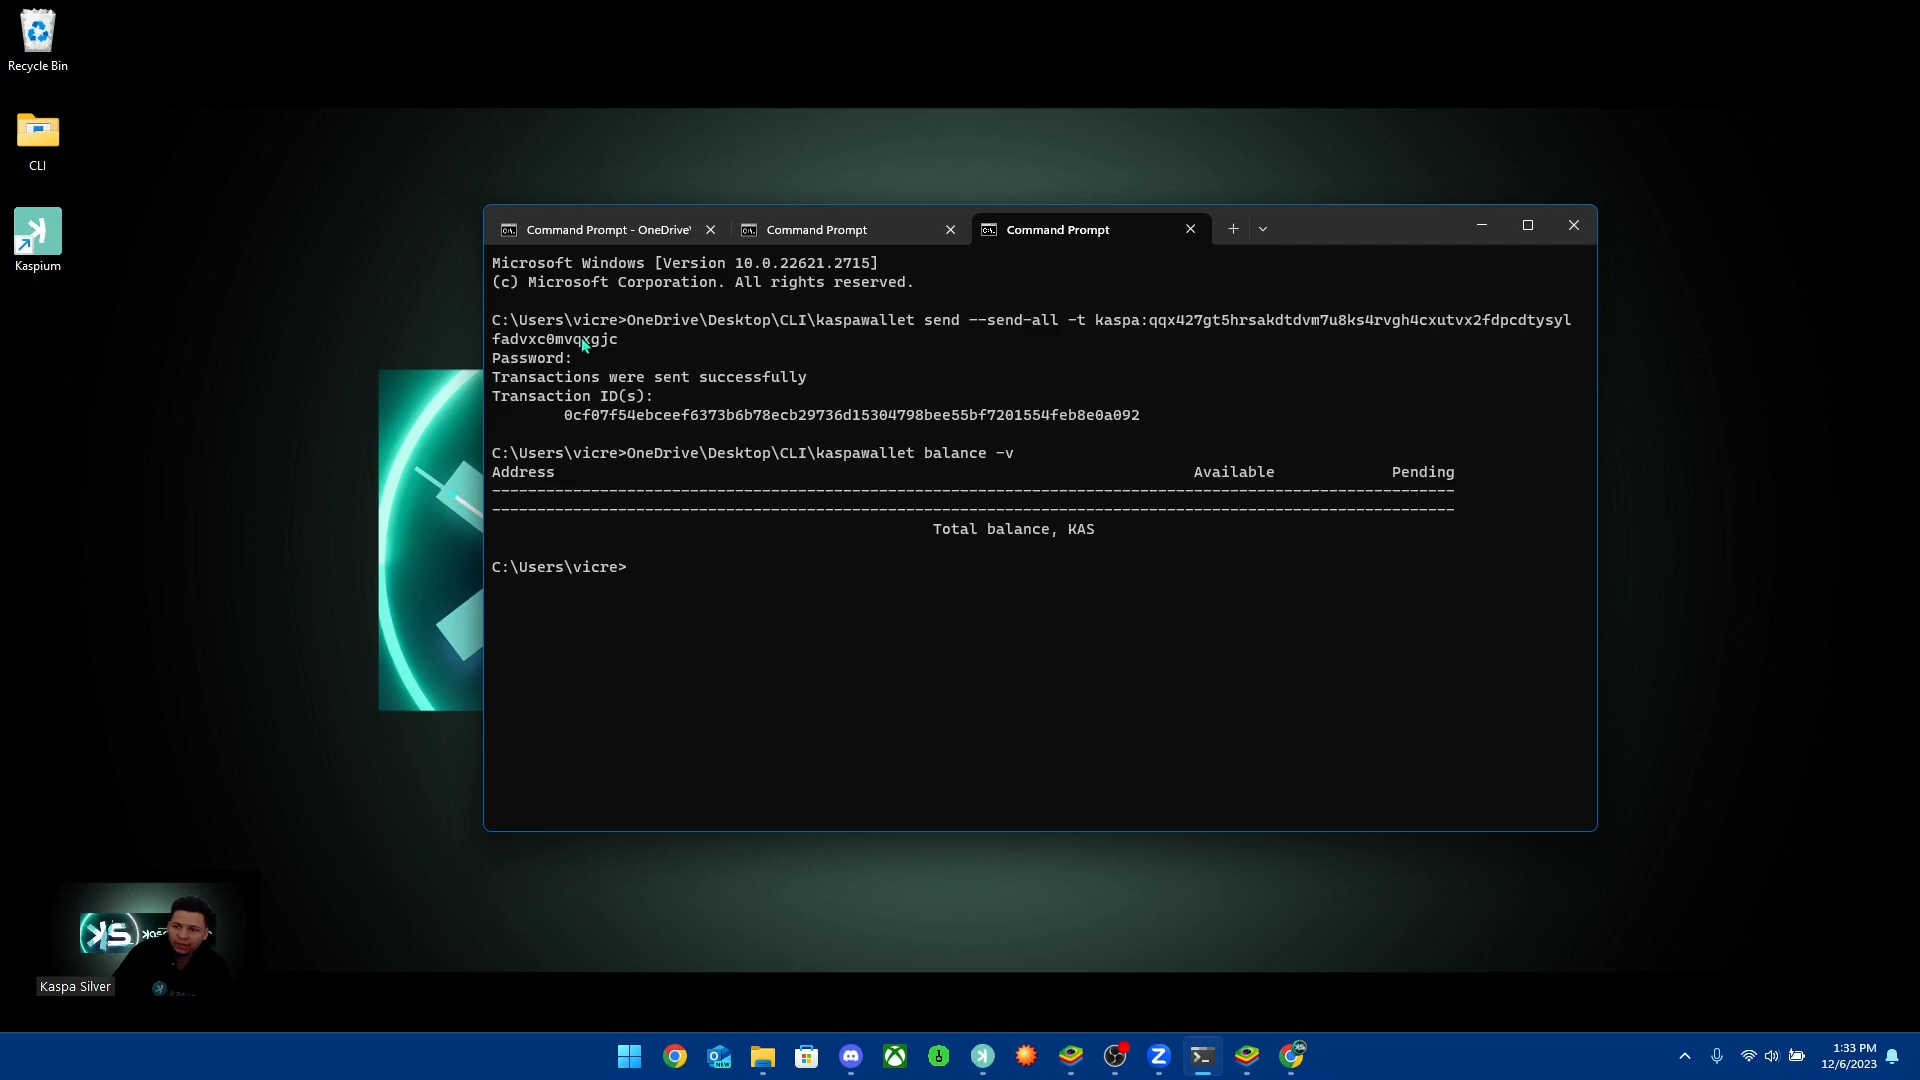 Recycle Bin
CLI
Kaspium
Command Prompt - OneDrive\
Command Prompt
Command Prompt
Microsoft Windows [Version 10.0.22621.2715]
(c) Microsoft Corporation. All rights reserved.
C:\Users\vicre>OneDrive\Desktop\CLI\kaspawallet send --send-all -t kaspa:qqx427gt5hrsakdtdvm7u8ks4rvgh4cxutvx2fdpcdtysyl
fadvxc0mvqxgjc
Password:
Transactions were sent successfully
Transaction ID(s):
0cf07f54ebceef6373b6b78ecb29736d15304798bee55bf7201554feb8e0a092
C:\Users\vicre>OneDrive\Desktop\CLI\kaspawallet balance -v
Address Available Pending
-----------------------------------------------------------------------------------------------------------
-----------------------------------------------------------------------------------------------------------
Total balance, KAS
C:\Users\vicre>
Kaspa Silver
1:33 PM
12/6/2023